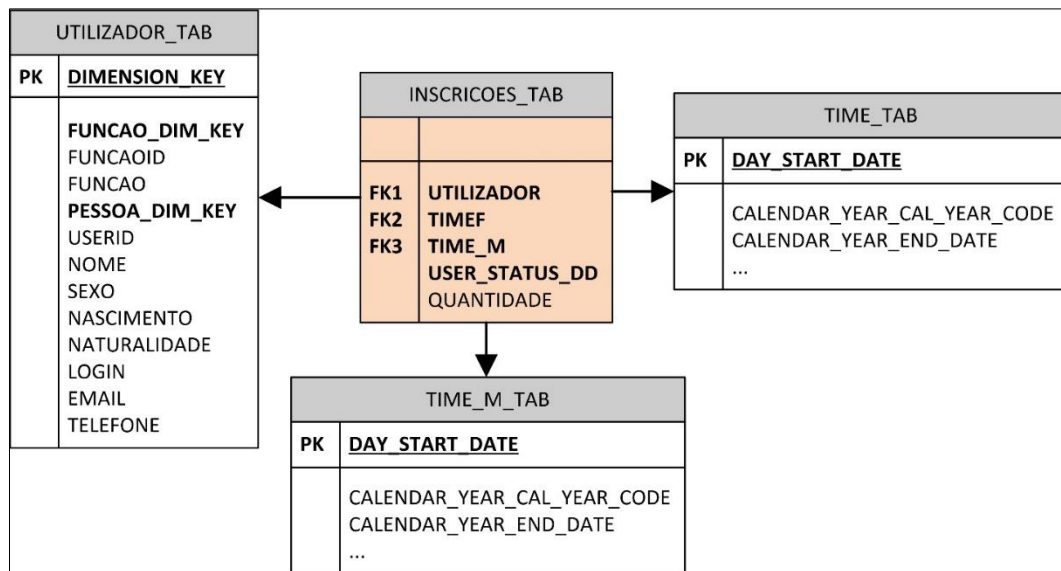 UTILIZADOR_TAB
PK DIMENSION_KEY
FUNCAO_DIM_KEY
FUNCAOID
FUNCAO
PESSOA_DIM_KEY
USERID
NOME
SEXO
NASCIMENTO
NATURALIDADE
LOGIN
EMAIL
TELEFONE
INSCRICOES_TAB
FK1 UTILIZADOR
FK2 TIMEF
FK3 TIME_M
USER_STATUS_DD
QUANTIDADE
TIME_TAB
PK DAY_START_DATE
CALENDAR_YEAR_CAL_YEAR_CODE
CALENDAR_YEAR_END_DATE
...
TIME_M_TAB
PK DAY_START_DATE
CALENDAR_YEAR_CAL_YEAR_CODE
CALENDAR_YEAR_END_DATE
...